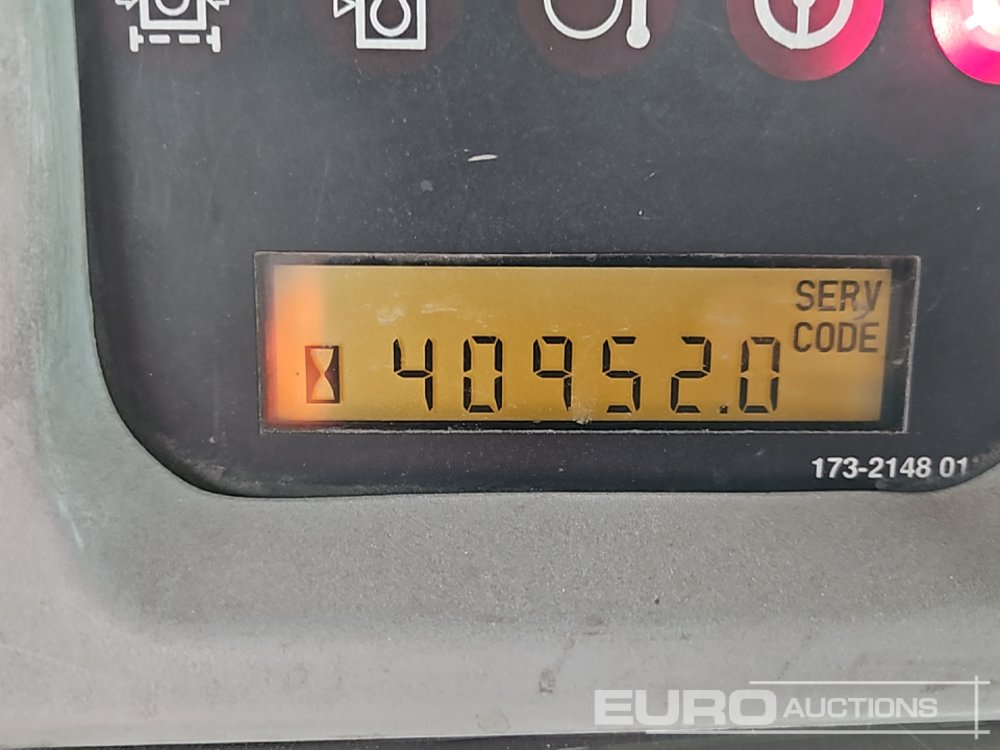 SERV
CODE
40952.0
173-2148 01
EURO AUCTIONS